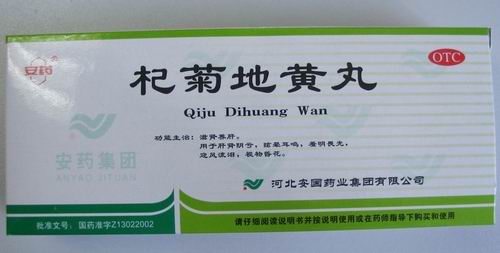 安药®
杞菊地黄丸
OTC
Qiju Dihuang Wan
功能主治：滋肾养肝。
用于肝肾阴亏，眩晕耳鸣，羞明畏光，
迎风流泪，视物昏花。
安药集团
ANYAO JITUAN
河北安国药业集团有限公司
批准文号：国药准字Z13022002
请仔细阅读说明书并按说明使用或在药师指导下购买和使用